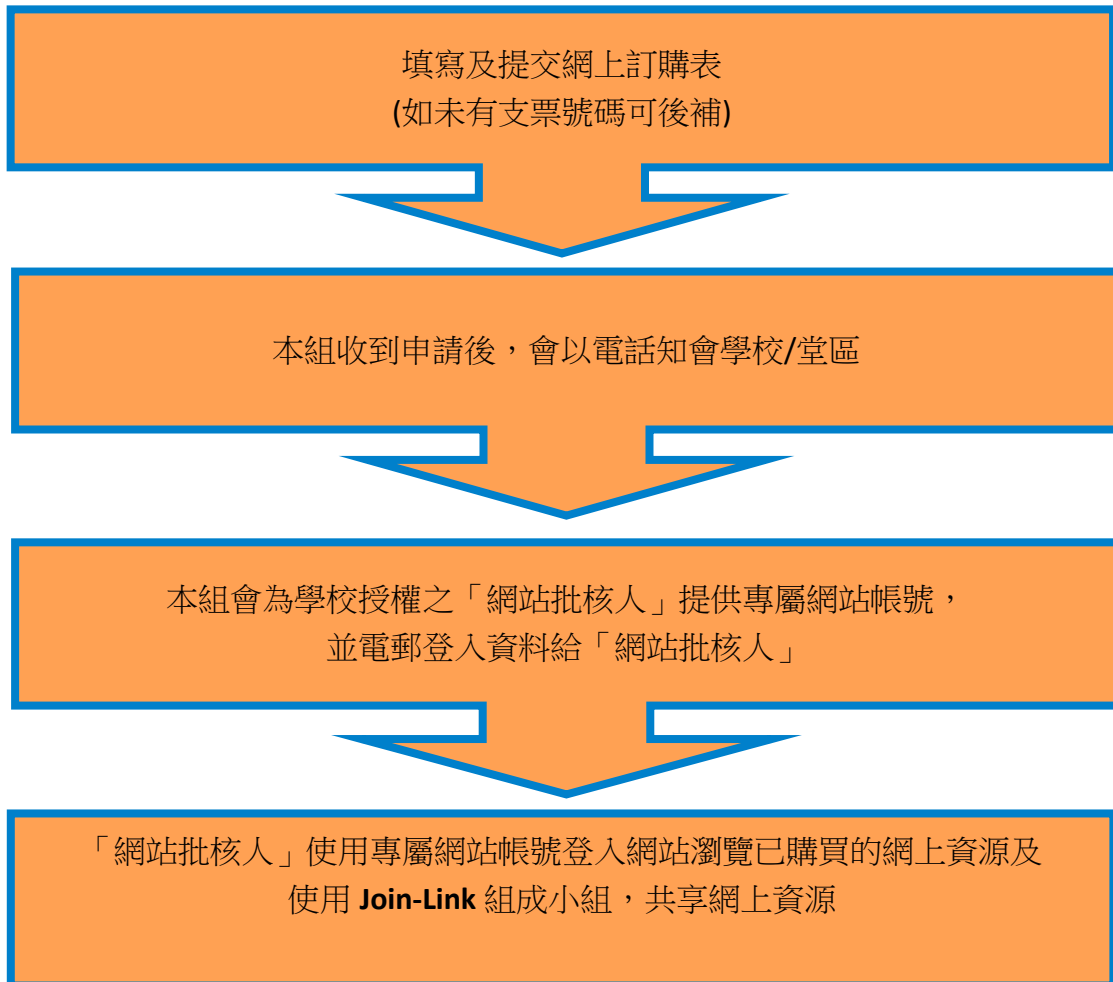 填寫及提交網上訂購表
(如未有支票號碼可後補)
本組收到申請後，會以電話知會學校/堂區
本組會為學校授權之「網站批核人」提供專屬網站帳號，
並電郵登入資料給「網站批核人」
「網站批核人」使用專屬網站帳號登入網站瀏覽已購買的網上資源及
使用 Join-Link 組成小組，共享網上資源